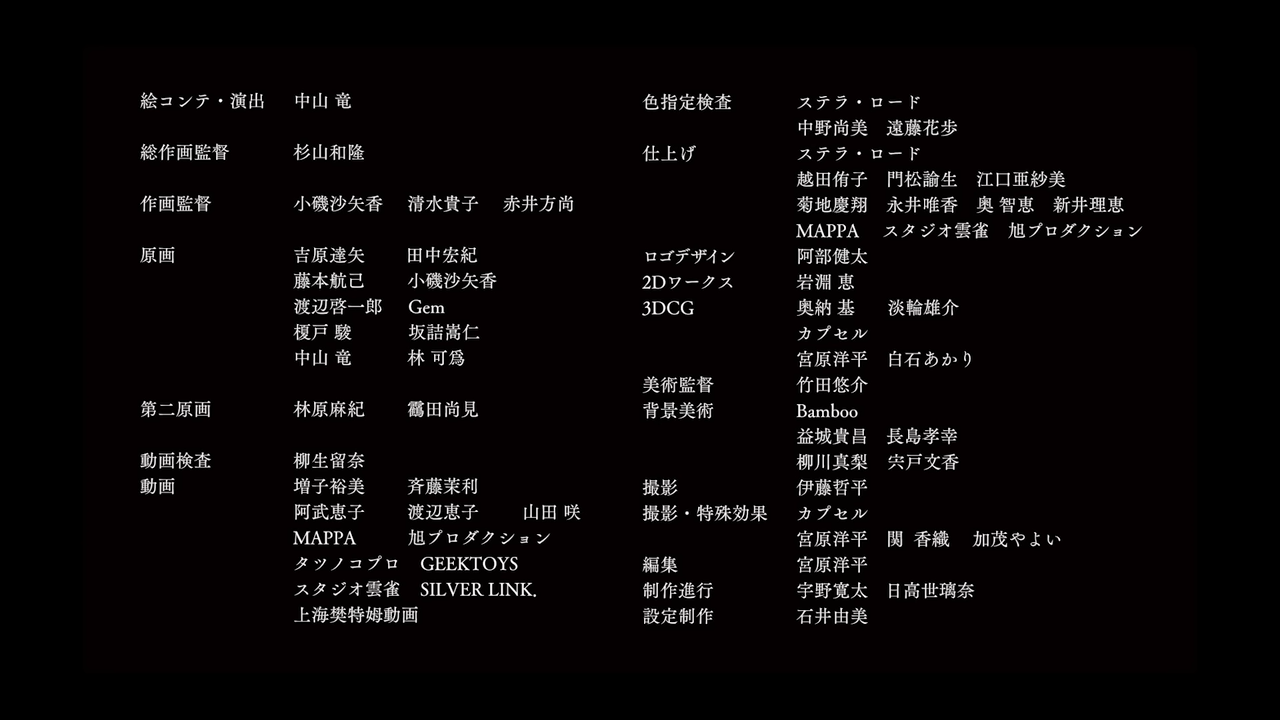 絵コンテ・演出 中山 竜
総作画監督 杉山和隆
作画監督 小磯沙矢香 清水貴子 赤井方尚
原画 吉原達矢 田中宏紀
藤本航己 小磯沙矢香
渡辺啓一郎 Gem
榎戸 駿 坂詰嵩仁
中山 竜 林 可爲
第二原画 林原麻紀 靏田尚見
動画検査 柳生留奈
動画 増子裕美 斉藤茉利
阿武恵子 渡辺恵子 山田 咲
MAPPA 旭プロダクション
タツノコプロ GEEKTOYS
スタジオ雲雀 SILVER LINK.
上海樊特姆動画
色指定検査 ステラ・ロード
中野尚美 遠藤花歩
仕上げ ステラ・ロード
越田侑子 門松諭生 江口亜紗美
菊地慶翔 永井唯香 奥 智恵 新井理恵
MAPPA スタジオ雲雀 旭プロダクション
ロゴデザイン 阿部健太
2Dワークス 岩淵 恵
3DCG 奥納 基 淡輪雄介
カプセル
宮原洋平 白石あかり
美術監督 竹田悠介
背景美術 Bamboo
益城貴昌 長島孝幸
柳川真梨 宍戸文香
撮影 伊藤哲平
撮影・特殊効果 カプセル
宮原洋平 関 香織 加茂やよい
編集 宮原洋平
制作進行 宇野寛太 日高世璃奈
設定制作 石井由美